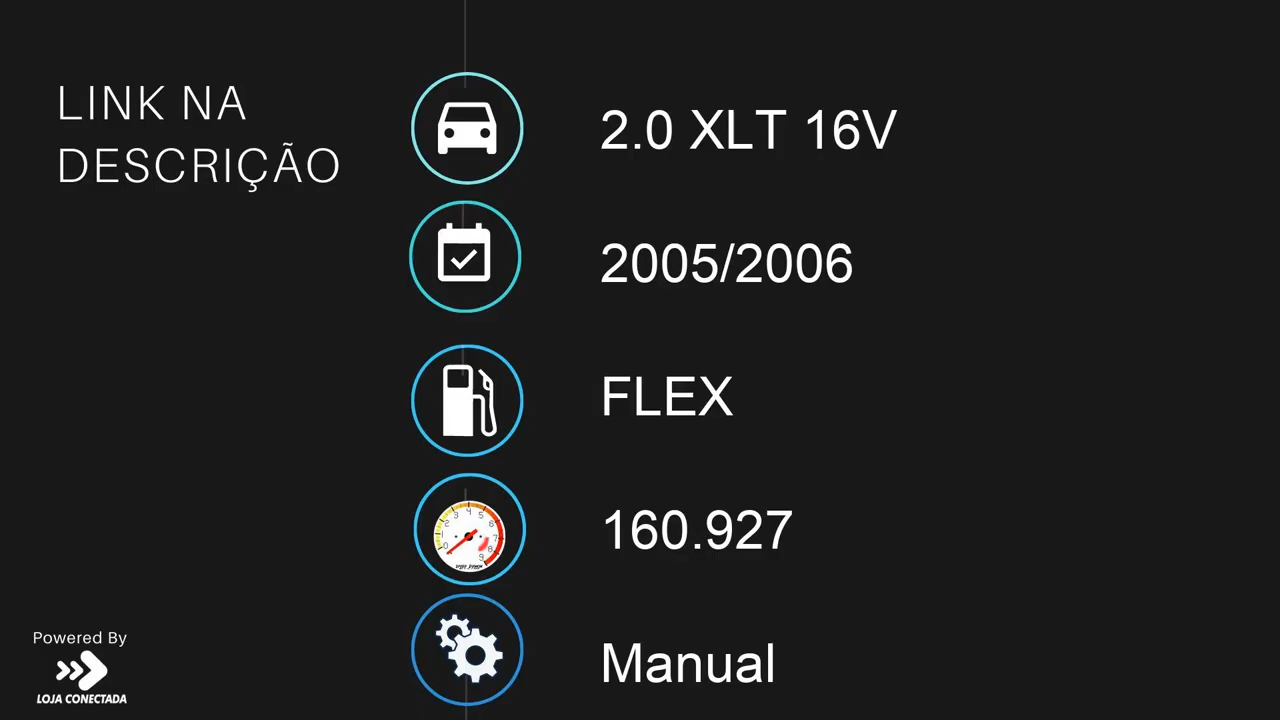 LINK NA
DESCRIÇÃO
2.0 XLT 16V
2005/2006
FLEX
160.927
Manual
Powered By
LOJA CONECTADA